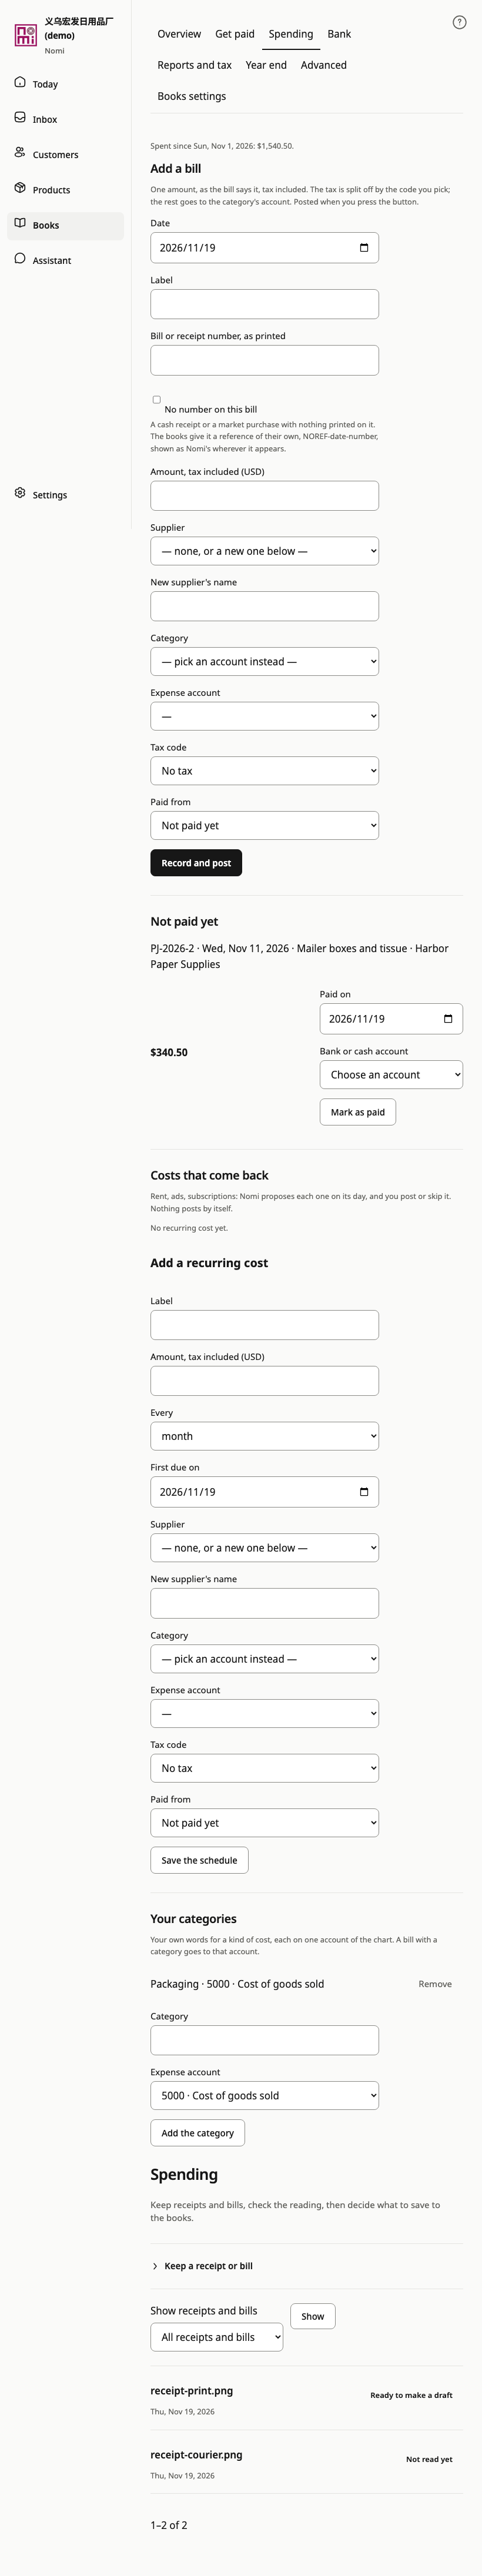 义乌宏发日用品厂
(demo)
Nomi
Today
Inbox
Customers
Products
Books
Assistant
Settings
Overview Get paid Spending Bank
Reports and tax Year end Advanced
Books settings
Spent since Sun, Nov 1, 2026: $1,540.50.
Add a bill
One amount, as the bill says it, tax included. The tax is split off by the code you pick;
the rest goes to the category's account. Posted when you press the button.
Date
2026/11/19
Label
Bill or receipt number, as printed
No number on this bill
A cash receipt or a market purchase with nothing printed on it.
The books give it a reference of their own, NOREF-date-number,
shown as Nomi's wherever it appears.
Amount, tax included (USD)
Supplier
— none, or a new one below —
New supplier's name
Category
— pick an account instead —
Expense account
—
Tax code
No tax
Paid from
Not paid yet
Record and post
Not paid yet
PJ-2026-2 · Wed, Nov 11, 2026 · Mailer boxes and tissue · Harbor
Paper Supplies
Paid on
2026/11/19
$340.50
Bank or cash account
Choose an account
Mark as paid
Costs that come back
Rent, ads, subscriptions: Nomi proposes each one on its day, and you post or skip it.
Nothing posts by itself.
No recurring cost yet.
Add a recurring cost
Label
Amount, tax included (USD)
Every
month
First due on
2026/11/19
Supplier
— none, or a new one below —
New supplier's name
Category
— pick an account instead —
Expense account
—
Tax code
No tax
Paid from
Not paid yet
Save the schedule
Your categories
Your own words for a kind of cost, each on one account of the chart. A bill with a
category goes to that account.
Packaging · 5000 · Cost of goods sold Remove
Category
Expense account
5000 · Cost of goods sold
Add the category
Spending
Keep receipts and bills, check the reading, then decide what to save to
the books.
Keep a receipt or bill
Show receipts and bills
All receipts and bills Show
receipt-print.png Ready to make a draft
Thu, Nov 19, 2026
receipt-courier.png Not read yet
Thu, Nov 19, 2026
1–2 of 2